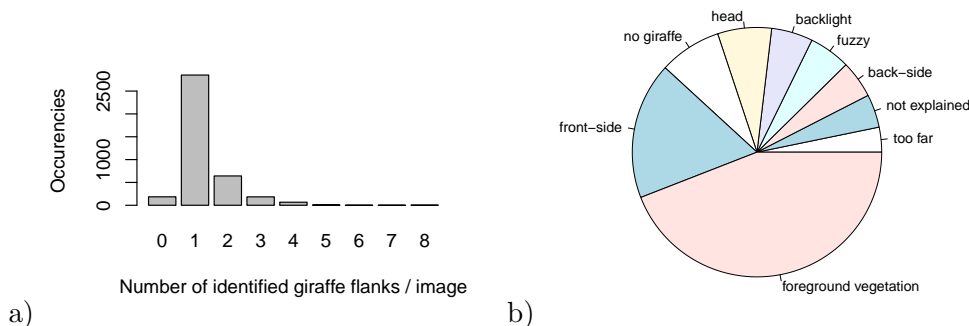 Occurencies
2500
1000
0
0 1 2 3 4 5 6 7 8
Number of identified giraffe flanks / image
a)
head
backlight
no giraffe
fuzzy
back-side
not explained
front-side
too far
foreground vegetation
b)